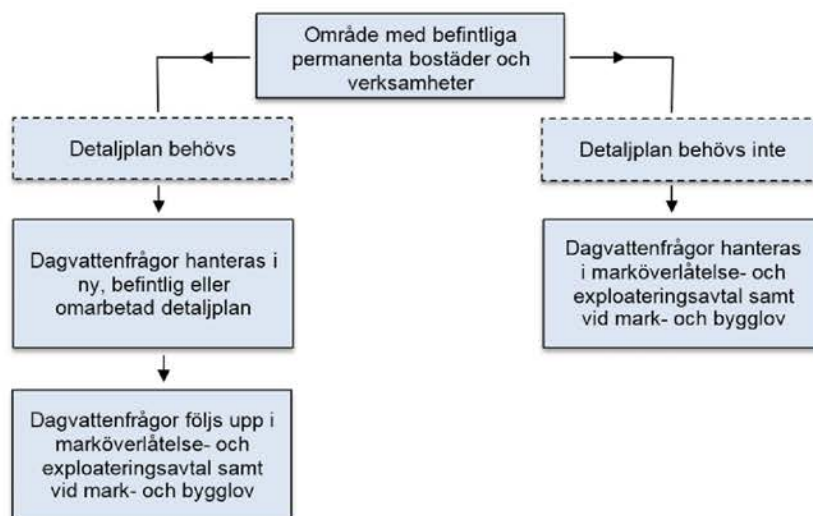 Område med befintliga
permanenta bostäder och
verksamheter
Detaljplan behövs
Detaljplan behövs inte
Dagvattenfrågor hanteras i
ny, befintlig eller
omarbetad detaljplan
Dagvattenfrågor hanteras
i marköverlåtelse- och
exploateringsavtal samt
vid mark- och bygglov
Dagvattenfrågor följs upp i
marköverlåtelse- och
exploateringsavtal samt
vid mark- och bygglov